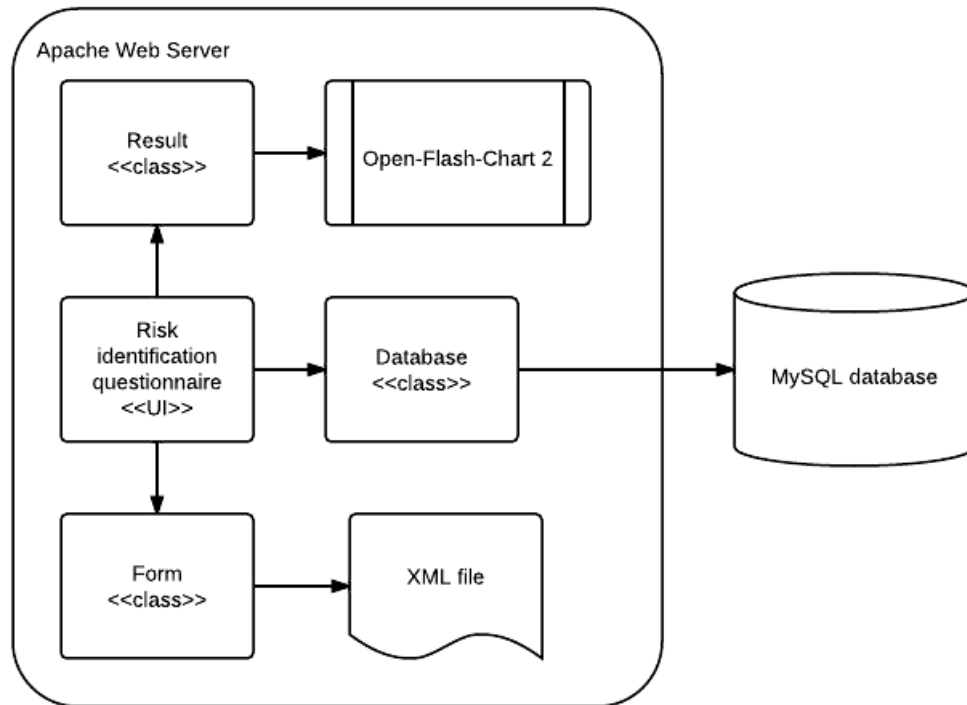 Apache Web Server
Result
<<class>>
Open-Flash-Chart 2
Risk
identification
questionnaire
<<UI>>
Database
<<class>>
MySQL database
Form
<<class>>
XML file